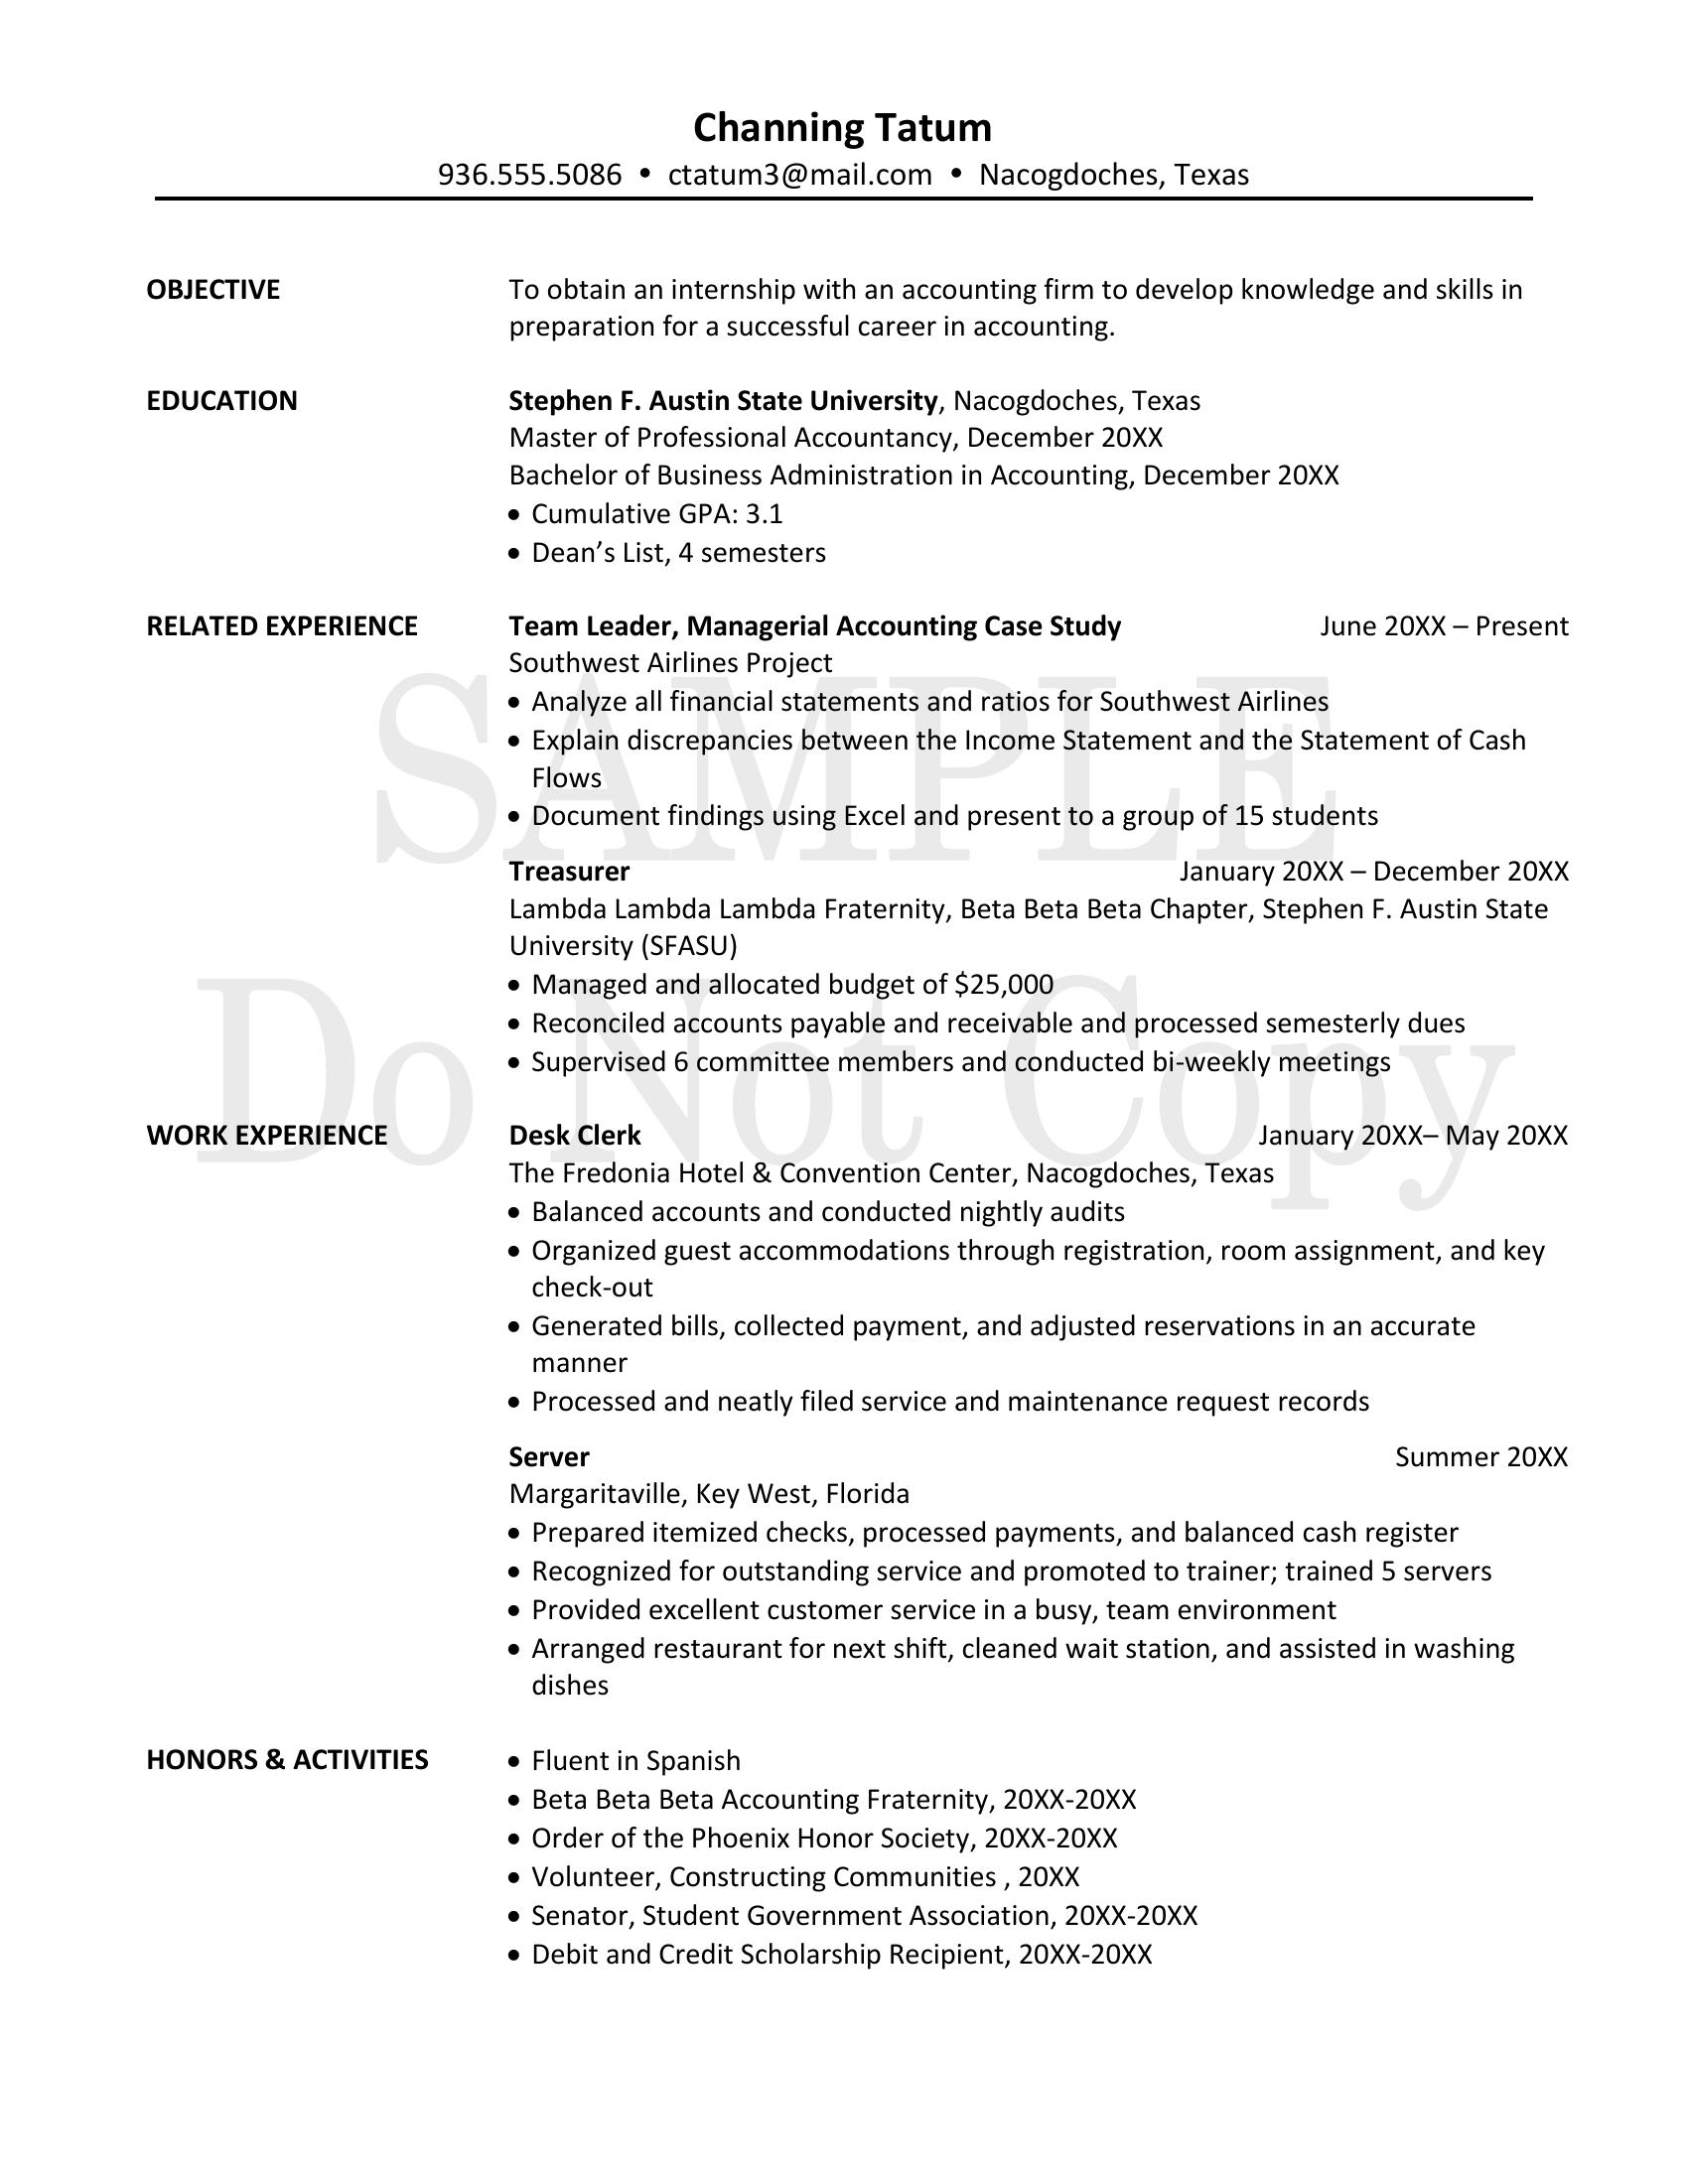 Channing Tatum
936.555.5086 • ctatum3@mail.com • Nacogdoches, Texas
OBJECTIVE
To obtain an internship with an accounting firm to develop knowledge and skills in
preparation for a successful career in accounting.
EDUCATION
Stephen F. Austin State University, Nacogdoches, Texas
Master of Professional Accountancy, December 20XX
Bachelor of Business Administration in Accounting, December 20XX
• Cumulative GPA: 3.1
• Dean’s List, 4 semesters
RELATED EXPERIENCE
Team Leader, Managerial Accounting Case Study June 20XX – Present
Southwest Airlines Project
• Analyze all financial statements and ratios for Southwest Airlines
• Explain discrepancies between the Income Statement and the Statement of Cash
Flows
• Document findings using Excel and present to a group of 15 students
SAMPLE
Treasurer January 20XX – December 20XX
Lambda Lambda Lambda Fraternity, Beta Beta Beta Chapter, Stephen F. Austin State
University (SFASU)
• Managed and allocated budget of $25,000
• Reconciled accounts payable and receivable and processed semesterly dues
• Supervised 6 committee members and conducted bi-weekly meetings
Do Not Copy
WORK EXPERIENCE
Desk Clerk January 20XX– May 20XX
The Fredonia Hotel & Convention Center, Nacogdoches, Texas
• Balanced accounts and conducted nightly audits
• Organized guest accommodations through registration, room assignment, and key
check-out
• Generated bills, collected payment, and adjusted reservations in an accurate
manner
• Processed and neatly filed service and maintenance request records
Server Summer 20XX
Margaritaville, Key West, Florida
• Prepared itemized checks, processed payments, and balanced cash register
• Recognized for outstanding service and promoted to trainer; trained 5 servers
• Provided excellent customer service in a busy, team environment
• Arranged restaurant for next shift, cleaned wait station, and assisted in washing
dishes
HONORS & ACTIVITIES
• Fluent in Spanish
• Beta Beta Beta Accounting Fraternity, 20XX-20XX
• Order of the Phoenix Honor Society, 20XX-20XX
• Volunteer, Constructing Communities , 20XX
• Senator, Student Government Association, 20XX-20XX
• Debit and Credit Scholarship Recipient, 20XX-20XX